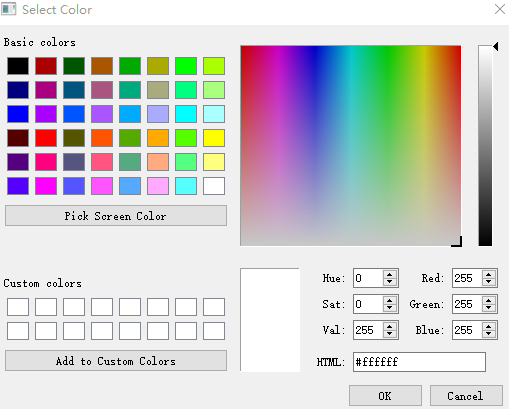 Select Color
Basic colors
Pick Screen Color
Custom colors
Add to Custom Colors
Hue: 0 Red: 255
Sat: 0 Green: 255
Val: 255 Blue: 255
HTML: #ffffff
OK Cancel